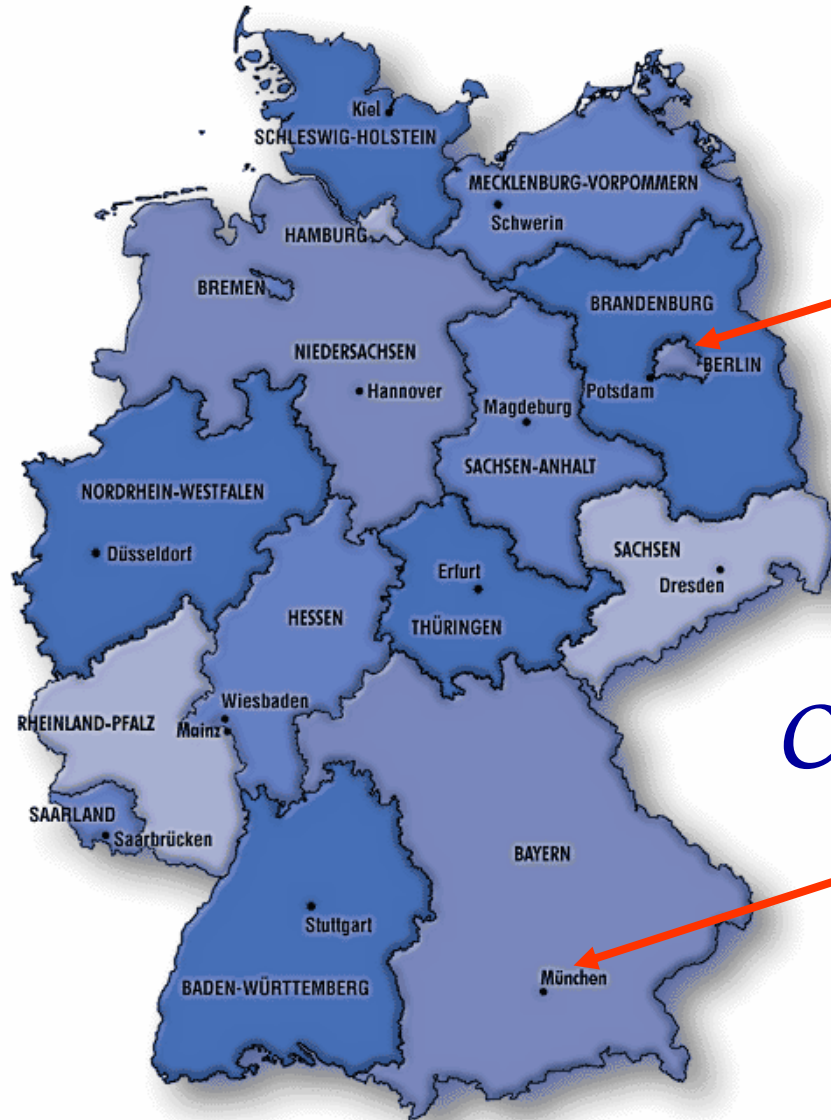 Kiel
SCHLESWIG-HOLSTEIN
MECKLENBURG-VORPOMMERN
Schwerin
HAMBURG
BREMEN
BRANDENBURG
NIEDERSACHSEN
BERLIN
Hannover
Potsdam
Magdeburg
SACHSEN-ANHALT
NORDRHEIN-WESTFALEN
Düsseldorf
SACHSEN
Erfurt
Dresden
HESSEN
THÜRINGEN
Wiesbaden
RHEINLAND-PFALZ
Mainz
C
SAARLAND
Saarbrücken
BAYERN
Stuttgart
München
BADEN-WÜRTTEMBERG